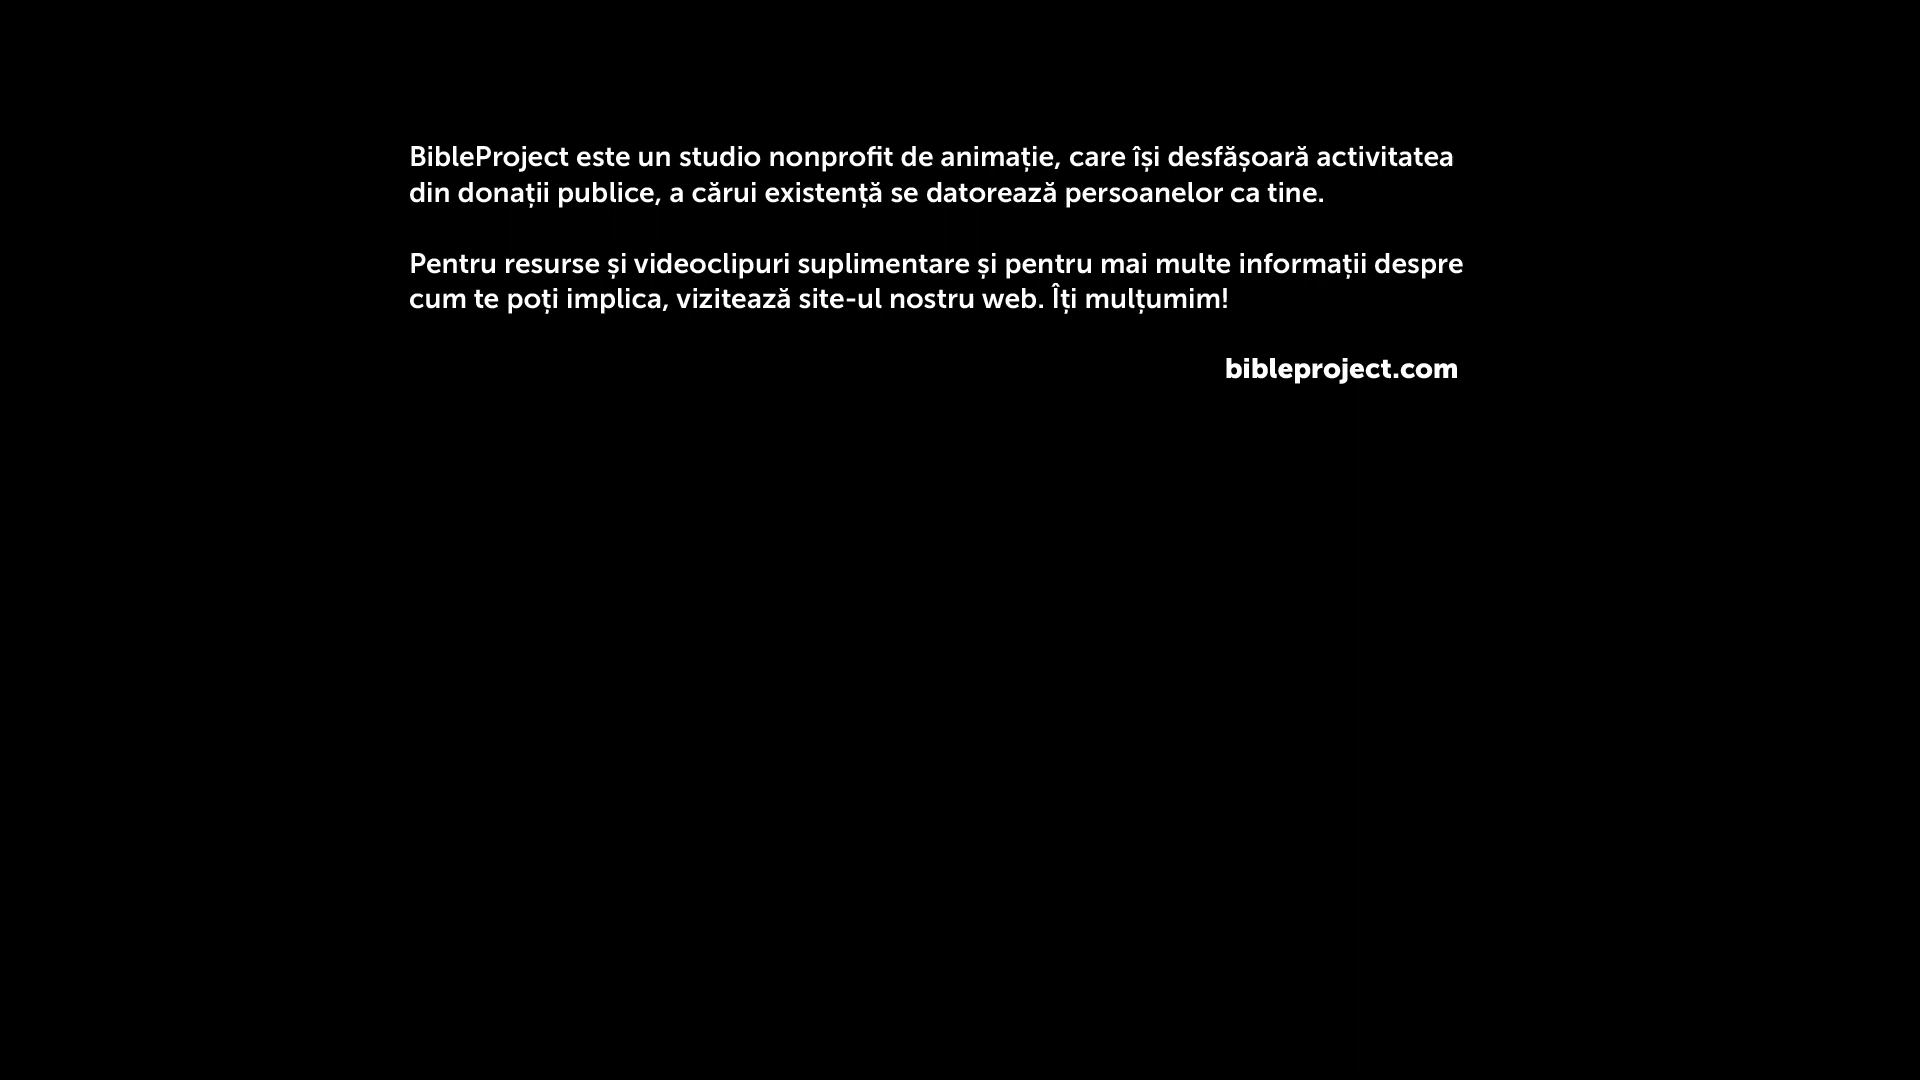 BibleProject este un studio nonprofit de animație, care își desfășoară activitatea
din donații publice, a cărui existență se datorează persoanelor ca tine.
Pentru resurse și videoclipuri suplimentare și pentru mai multe informații despre
cum te poți implica, vizitează site-ul nostru web. Îți mulțumim!
bibleproject.com